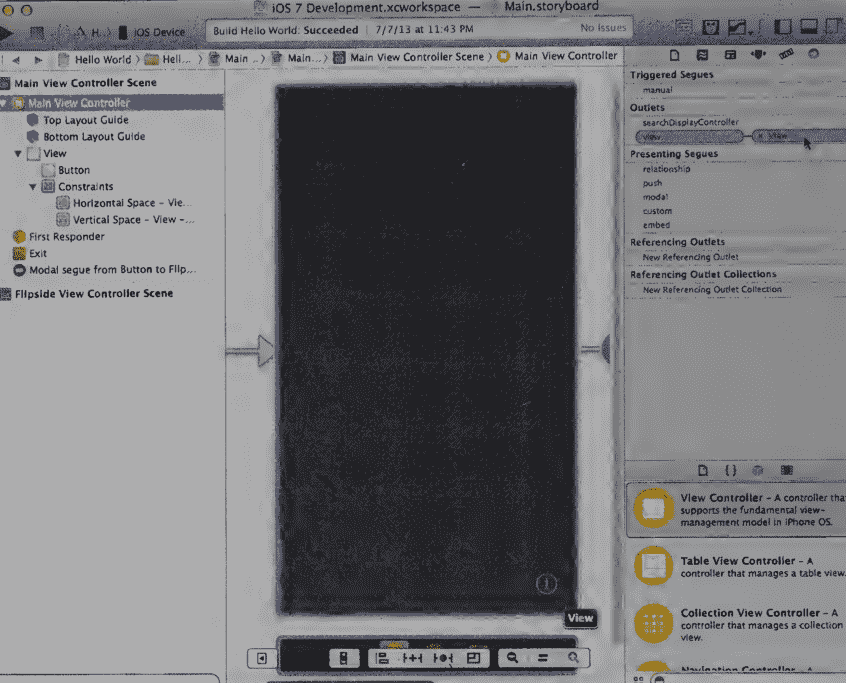 iOS 7 Development.xcworkspace — Main.storyboard
H.. iOS Device
Build Hello World: Succeeded | 7/7/13 at 11:43 PM
No Issues
Hello World
Hell...
Main ..
Main...
Main View Controller Scene
Main View Controller
Main View Controller Scene
Main View Controller
Top Layout Guide
Bottom Layout Guide
View
Button
Constraints
Horizontal Space - Vie...
Vertical Space - View -...
First Responder
Exit
Modal segue from Button to Flip...
Flipside View Controller Scene
View
Triggered Segues
manual
Outlets
searchDisplayController
view
View
Presenting Segues
relationship
push
modal
custom
embed
Referencing Outlets
New Referencing Outlet
Referencing Outlet Collections
New Referencing Outlet Collection
View Controller - A controller that
supports the fundamental view-
management model in iPhone OS.
Table View Controller - A
controller that manages a table view.
Collection View Controller - A
controller that manages a collection
view.
Navigation Controller - A